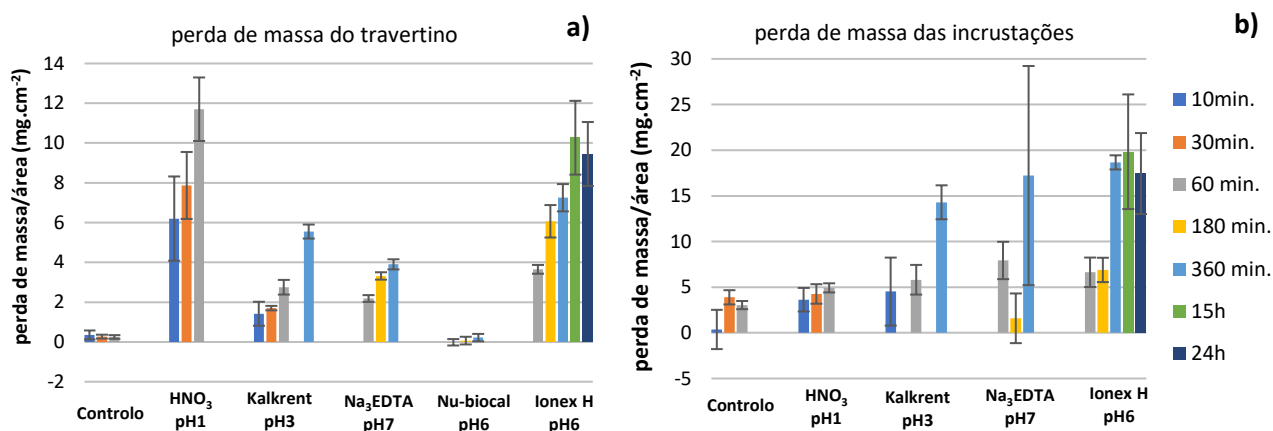 perda de massa do travertino
a)
perda de massa/área (mg.cm⁻²)
14
12
10
8
6
4
2
0
-2
Controlo
HNO₃
pH1
Kalkrent
pH3
Na₃EDTA
pH7
Nu-biocal
pH6
Ionex H
pH6
perda de massa das incrustações
b)
perda de massa/área (mg.cm⁻²)
30
25
20
15
10
5
0
-5
Controlo
HNO₃
pH1
Kalkrent
pH3
Na₃EDTA
pH7
Ionex H
pH6
10min.
30min.
60 min.
180 min.
360 min.
15h
24h